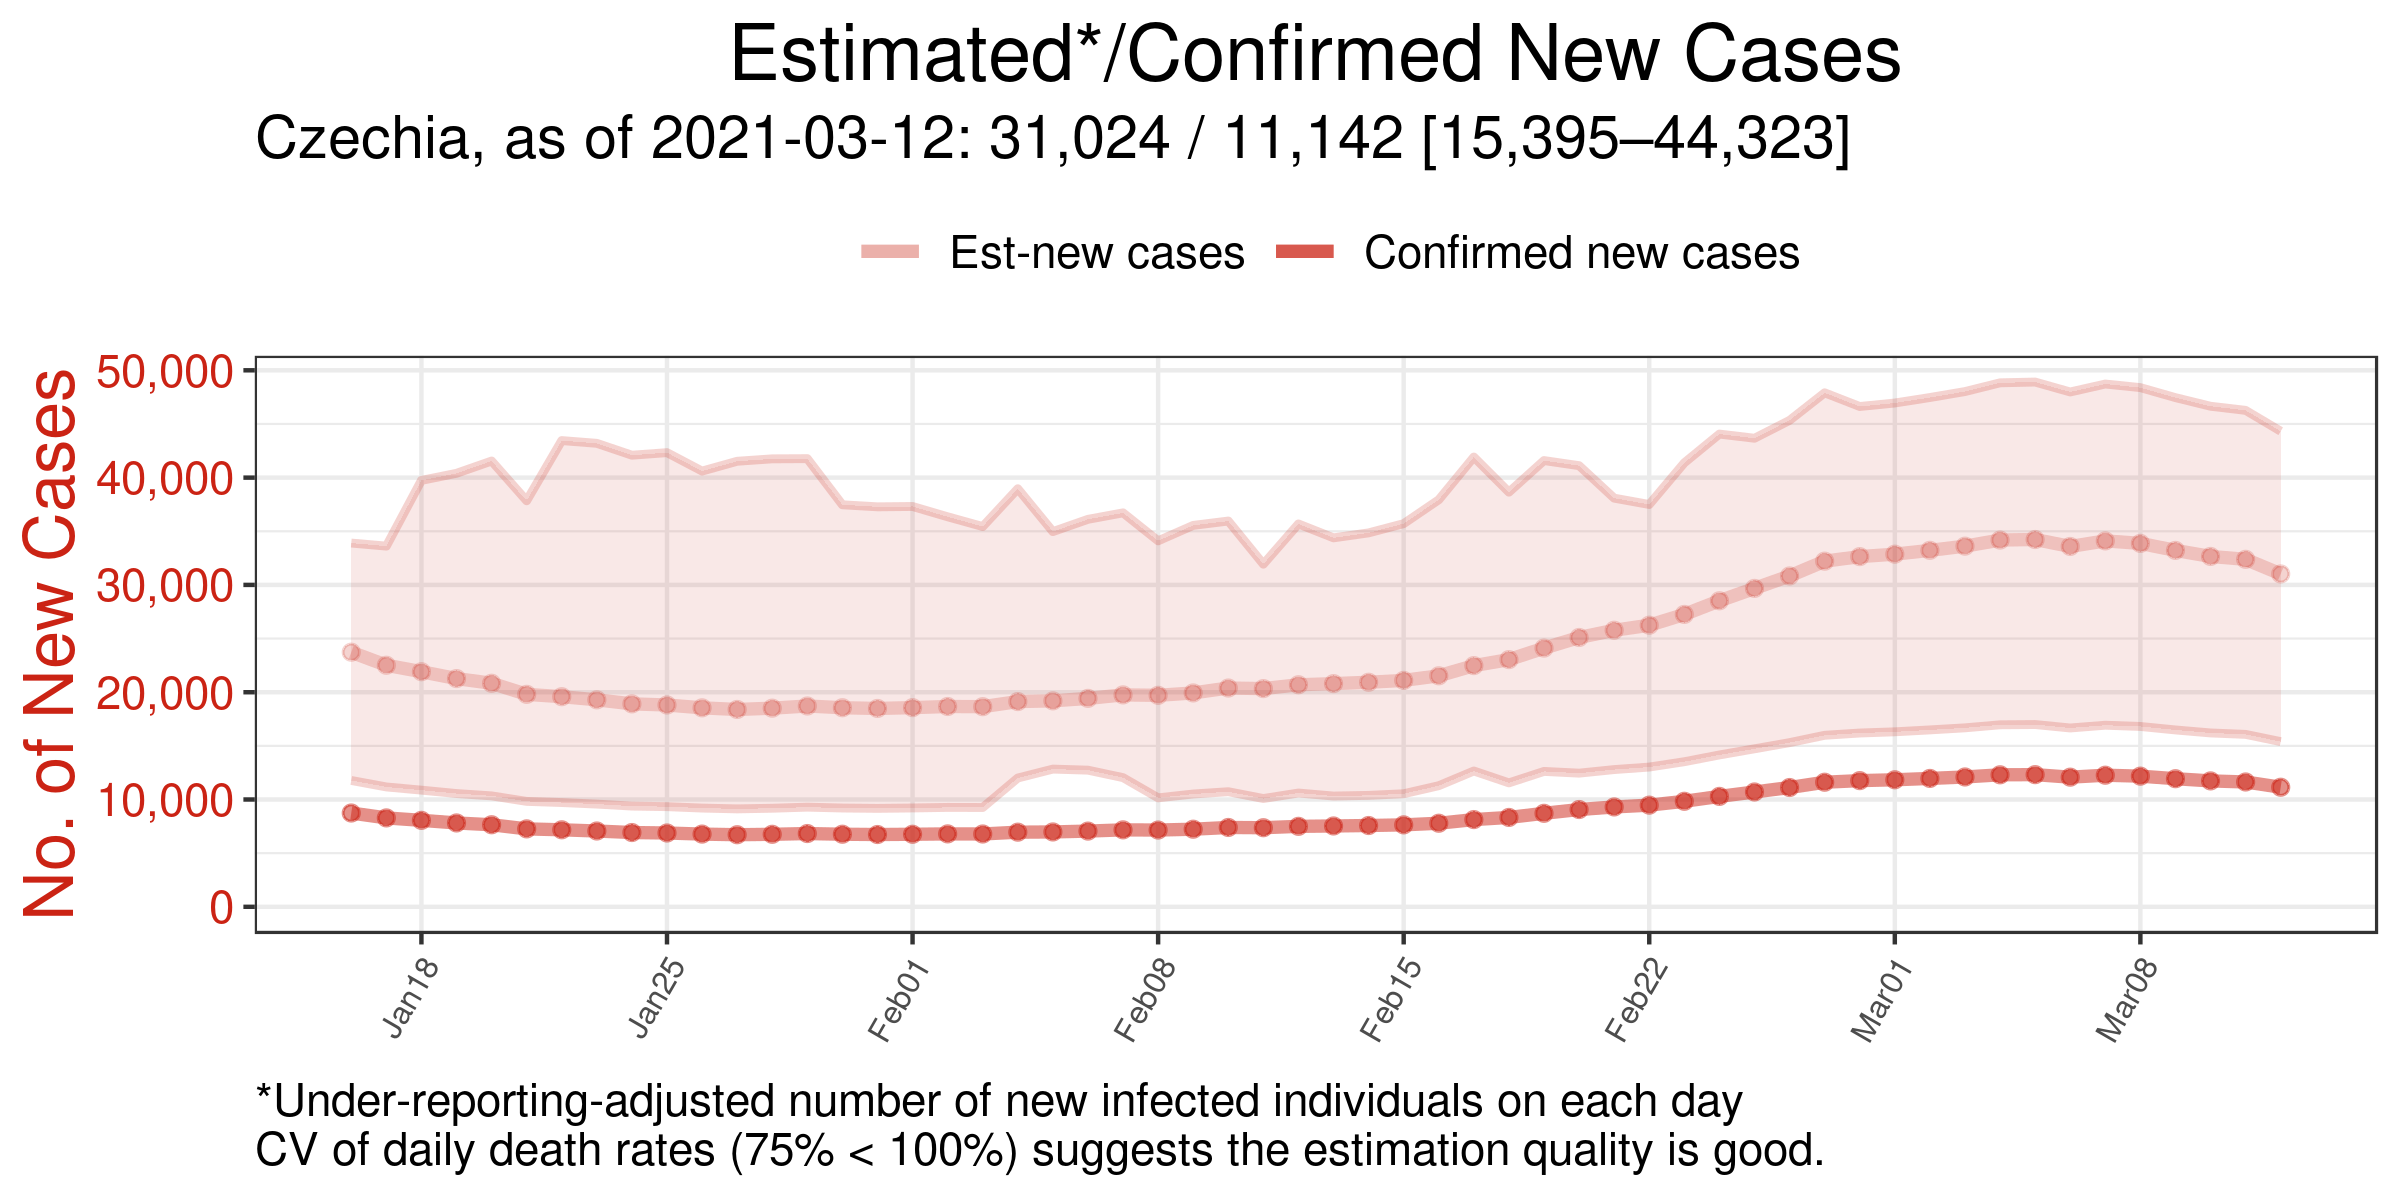 Estimated*/Confirmed New Cases
Czechia, as of 2021-03-12: 31,024 / 11,142 [15,395–44,323]
Est-new cases
Confirmed new cases
No. of New Cases
50,000
40,000
30,000
20,000
10,000
0
Jan18
Jan25
Feb01
Feb08
Feb15
Feb22
Mar01
Mar08
*Under-reporting-adjusted number of new infected individuals on each day
CV of daily death rates (75% < 100%) suggests the estimation quality is good.